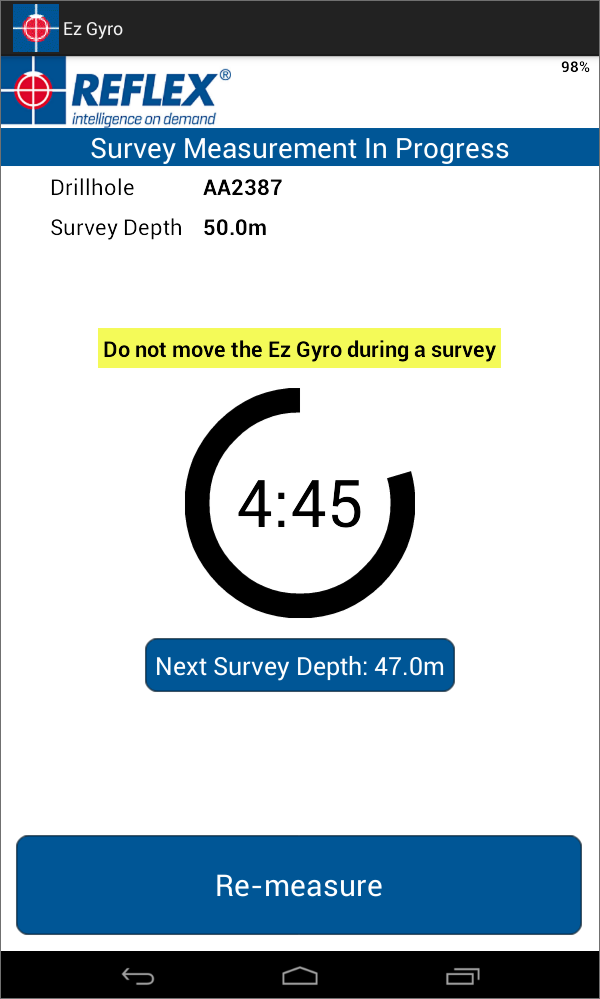 Ez Gyro
98%
REFLEX®
intelligence on demand
Survey Measurement In Progress
Drillhole AA2387
Survey Depth 50.0m
Do not move the Ez Gyro during a survey
4:45
Next Survey Depth: 47.0m
Re-measure